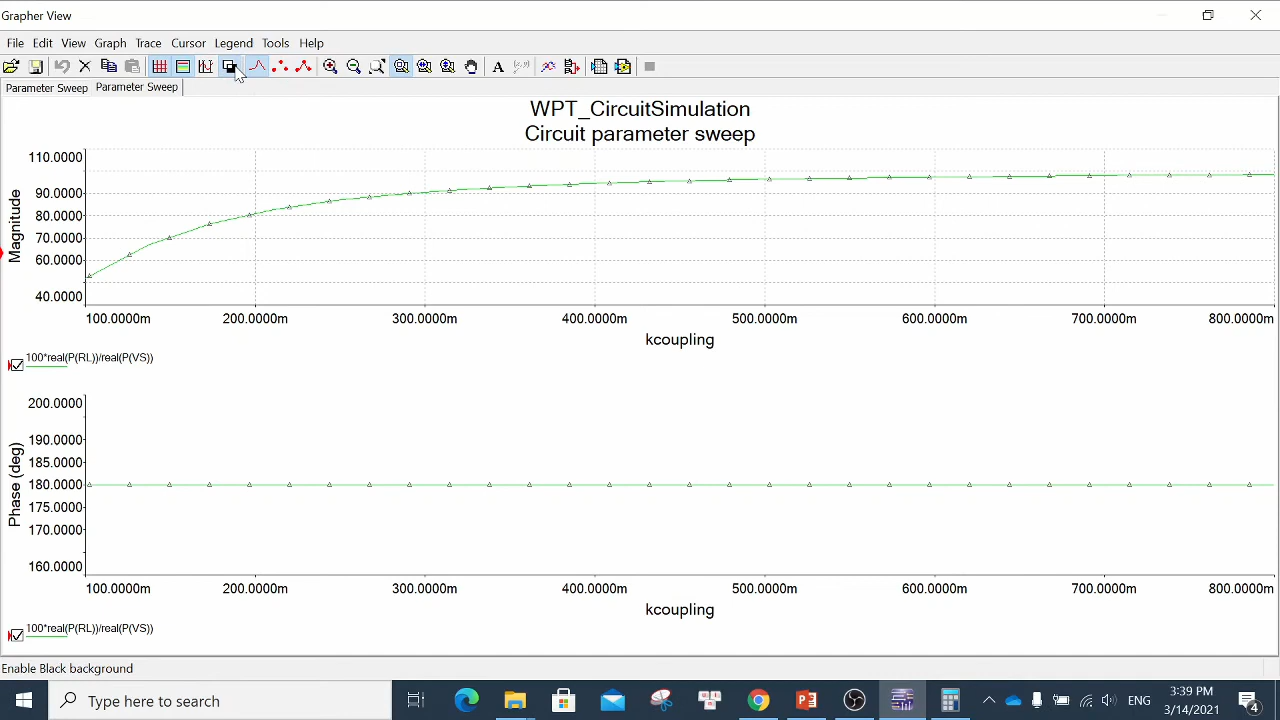 Grapher View
File Edit View Graph Trace Cursor Legend Tools Help
A
Parameter Sweep Parameter Sweep
WPT_CircuitSimulation
Circuit parameter sweep
Magnitude
110.0000
90.0000
80.0000
70.0000
60.0000
40.0000
100.0000m 200.0000m 300.0000m 400.0000m 500.0000m 600.0000m 700.0000m 800.0000m
kcoupling
100*real(P(RL))/real(P(VS))
Phase (deg)
200.0000
190.0000
185.0000
180.0000
175.0000
170.0000
160.0000
100.0000m 200.0000m 300.0000m 400.0000m 500.0000m 600.0000m 700.0000m 800.0000m
kcoupling
100*real(P(RL))/real(P(VS))
Enable Black background
Type here to search
ENG
3:39 PM
3/14/2021
4